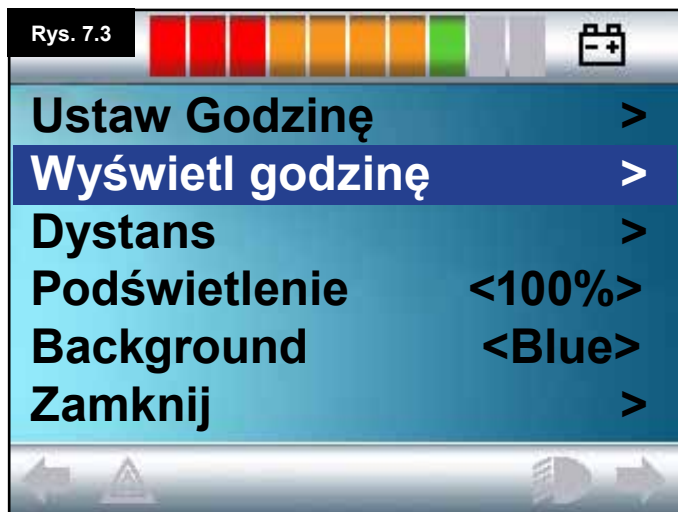 Rys. 7.3
Ustaw Godzinę >
Wyświetl godzinę >
Dystans >
Podświetlenie <100%>
Background <Blue>
Zamknij >